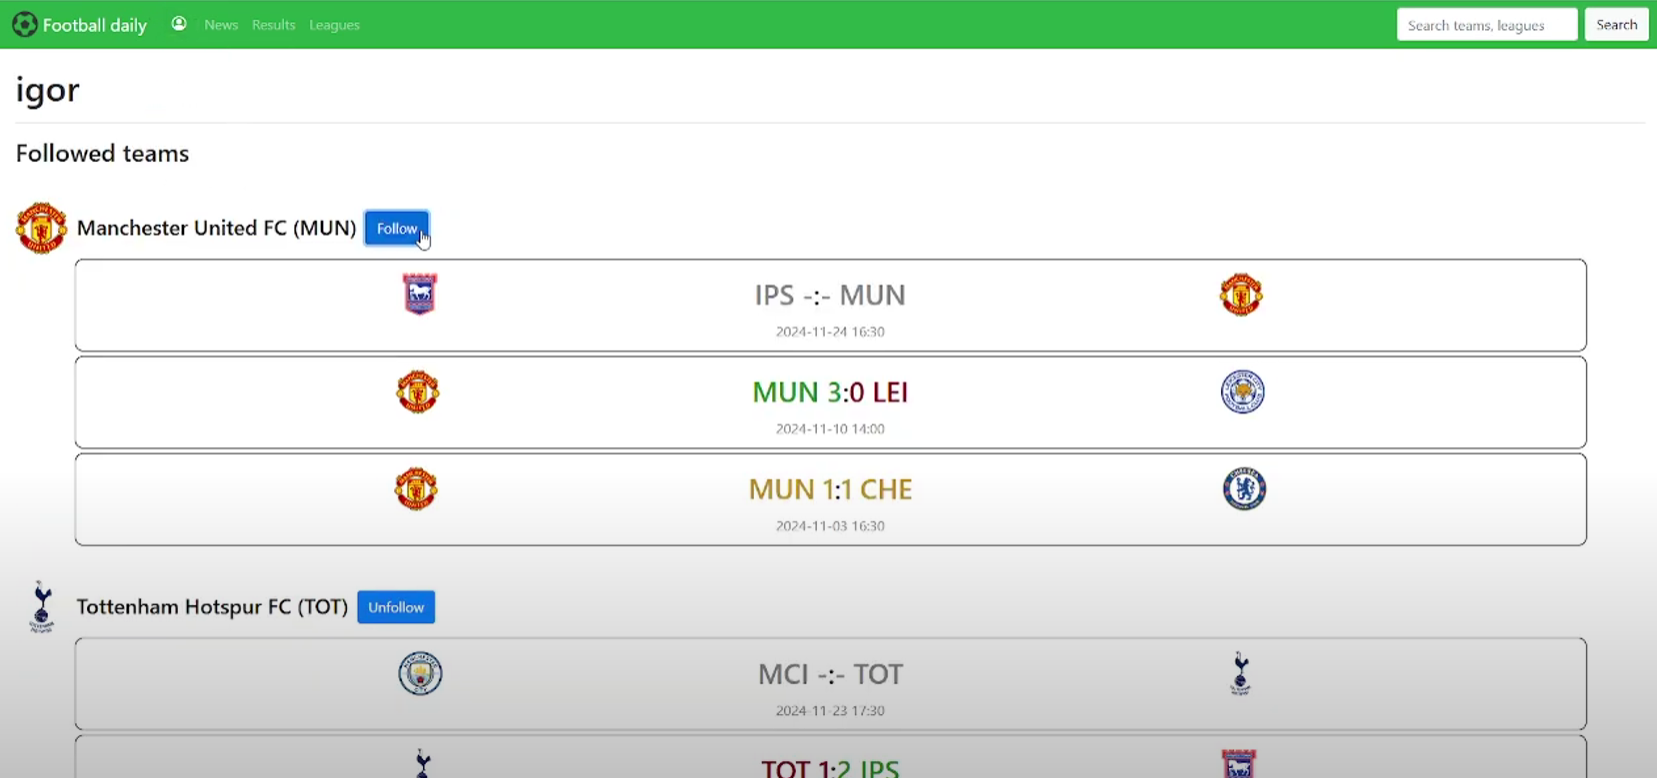 Football daily News Results Leagues Search teams, leagues Search
igor
Followed teams
Manchester United FC (MUN) Follow
IPS -:- MUN
2024-11-24 16:30
MUN 3:0 LEI
2024-11-10 14:00
MUN 1:1 CHE
2024-11-03 16:30
Tottenham Hotspur FC (TOT) Unfollow
MCI -:- TOT
2024-11-23 17:30
TOT 1:2 IPS